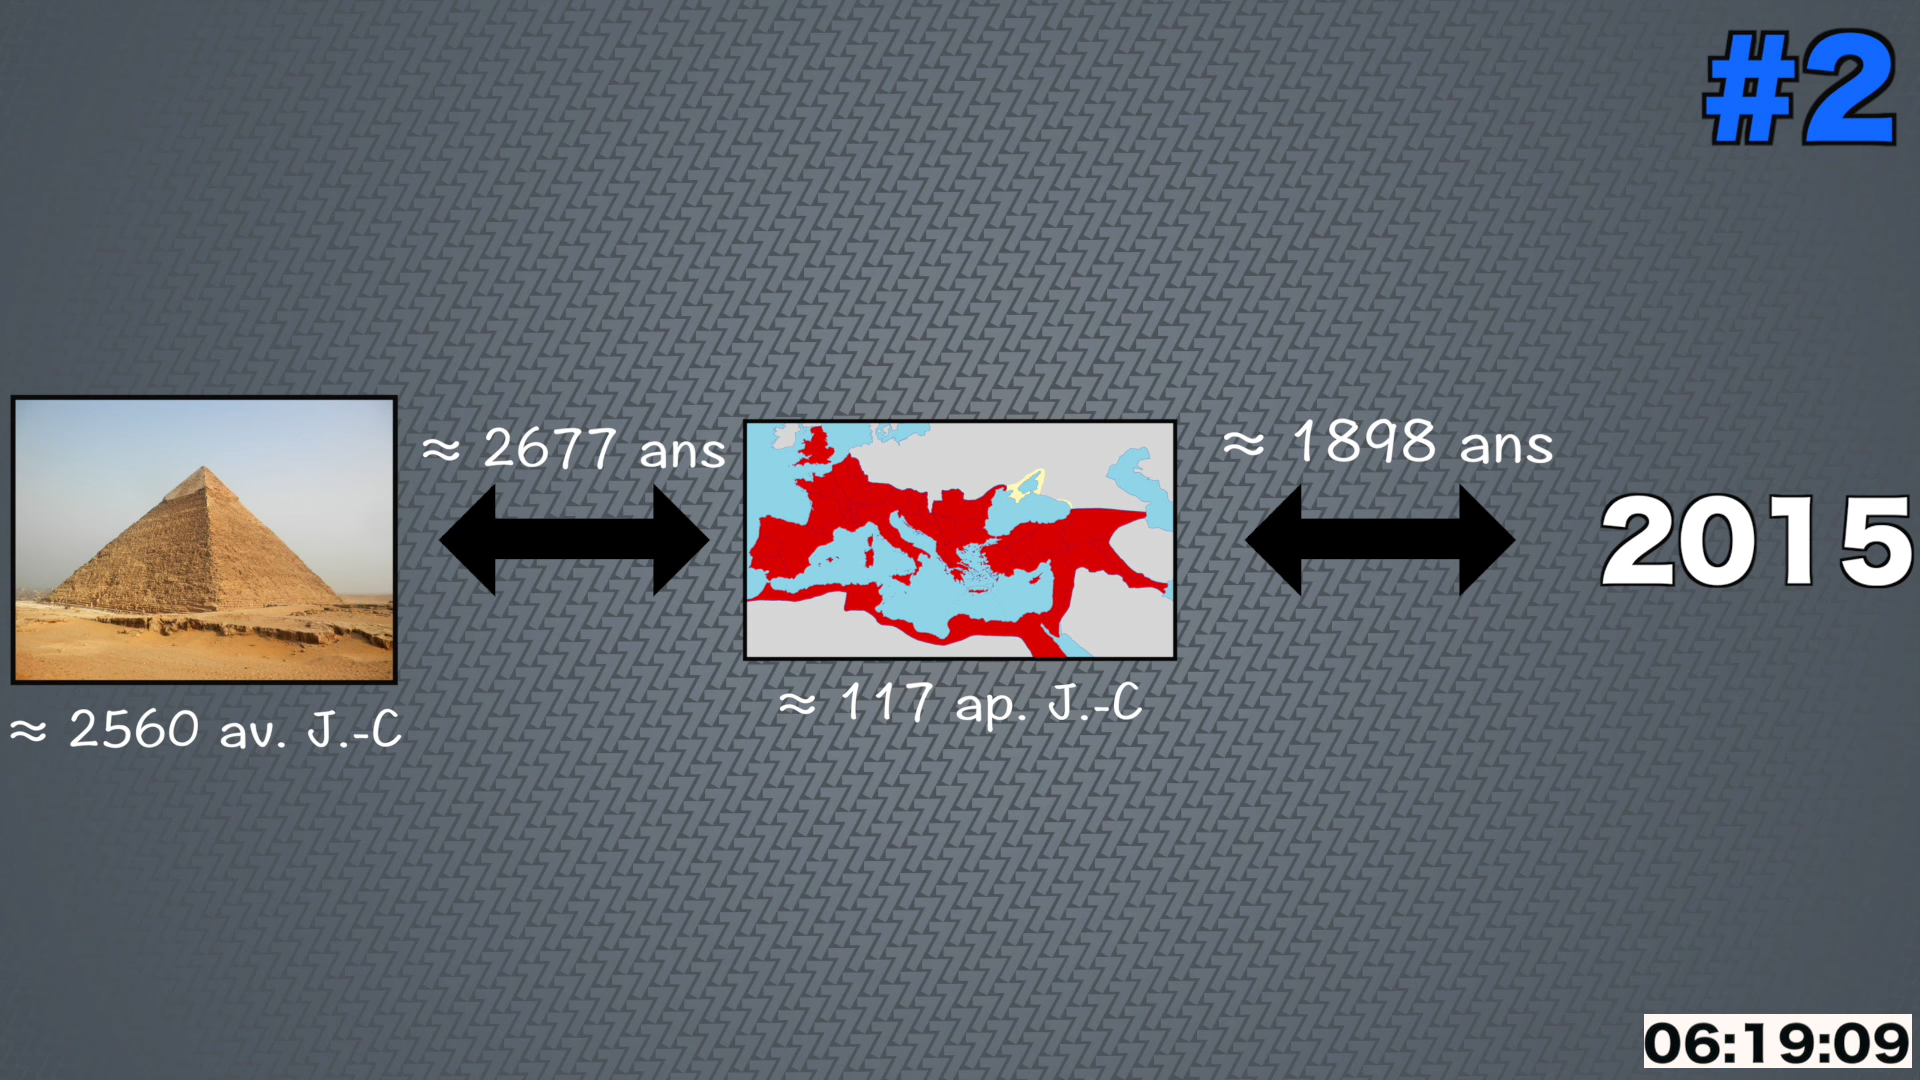 #2
≈ 2677 ans
≈ 1898 ans
2015
≈ 117 ap. J.-C
≈ 2560 av. J.-C
06:19:09